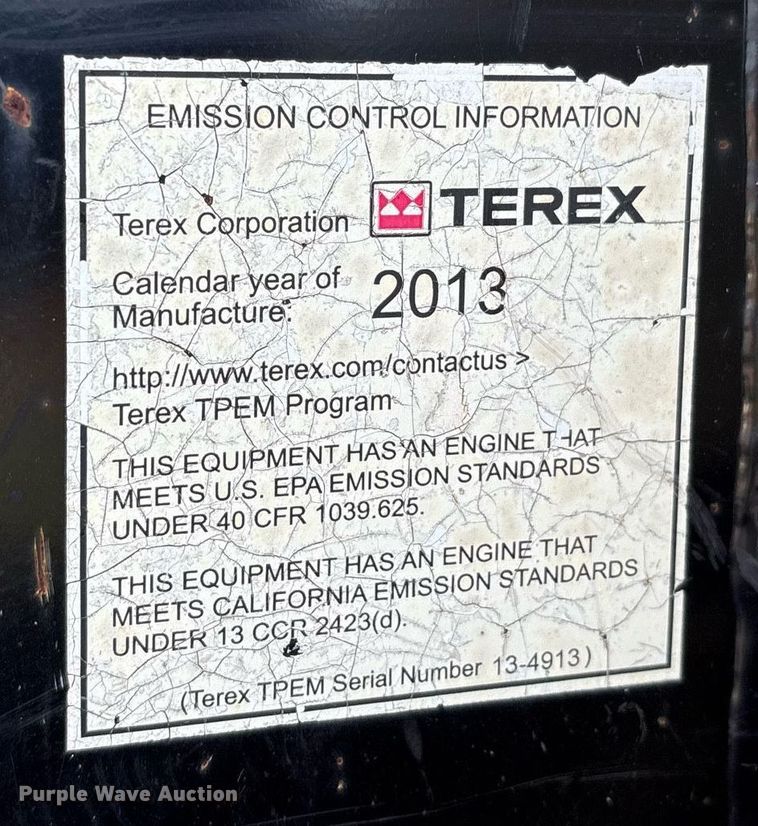 EMISSION CONTROL INFORMATION
Terex Corporation TEREX
Calendar year of
Manufacture: 2013
http://www.terex.com/contactus >
Terex TPEM Program
THIS EQUIPMENT HAS AN ENGINE THAT
MEETS U.S. EPA EMISSION STANDARDS
UNDER 40 CFR 1039.625.
THIS EQUIPMENT HAS AN ENGINE THAT
MEETS CALIFORNIA EMISSION STANDARDS
UNDER 13 CCR 2423(d).
(Terex TPEM Serial Number 13-4913)
Purple Wave Auction